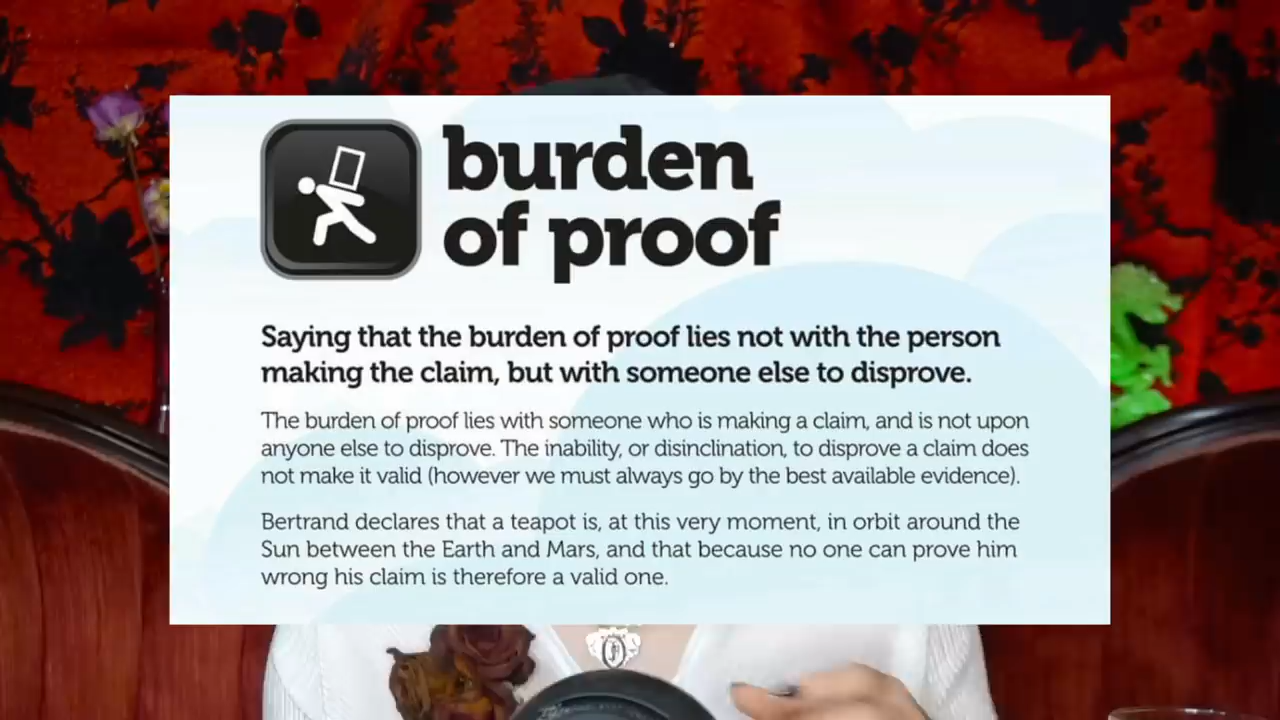 burden
of proof
Saying that the burden of proof lies not with the person
making the claim, but with someone else to disprove.
The burden of proof lies with someone who is making a claim, and is not upon
anyone else to disprove. The inability, or disinclination, to disprove a claim does
not make it valid (however we must always go by the best available evidence).
Bertrand declares that a teapot is, at this very moment, in orbit around the
Sun between the Earth and Mars, and that because no one can prove him
wrong his claim is therefore a valid one.